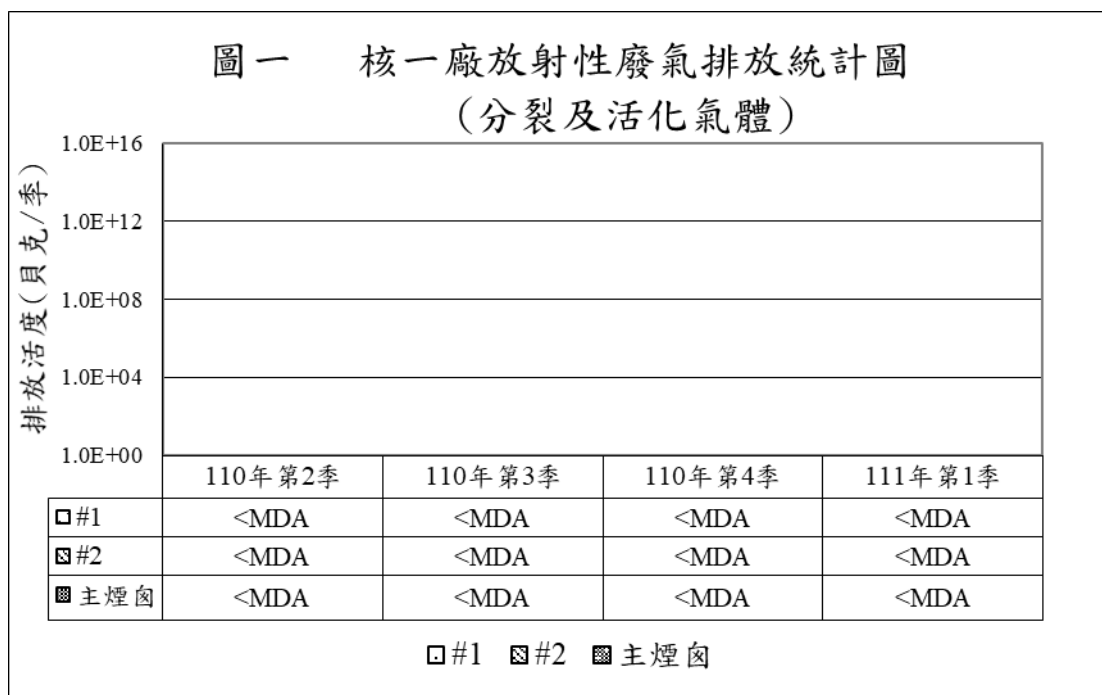 圖一 核一廠放射性廢氣排放統計圖
(分裂及活化氣體)
排放活度(貝克/季)
1.0E+16
1.0E+12
1.0E+08
1.0E+04
1.0E+00
110年第2季 110年第3季 110年第4季 111年第1季
#1 <MDA <MDA <MDA <MDA
#2 <MDA <MDA <MDA <MDA
主煙囪 <MDA <MDA <MDA <MDA
#1 #2 主煙囪